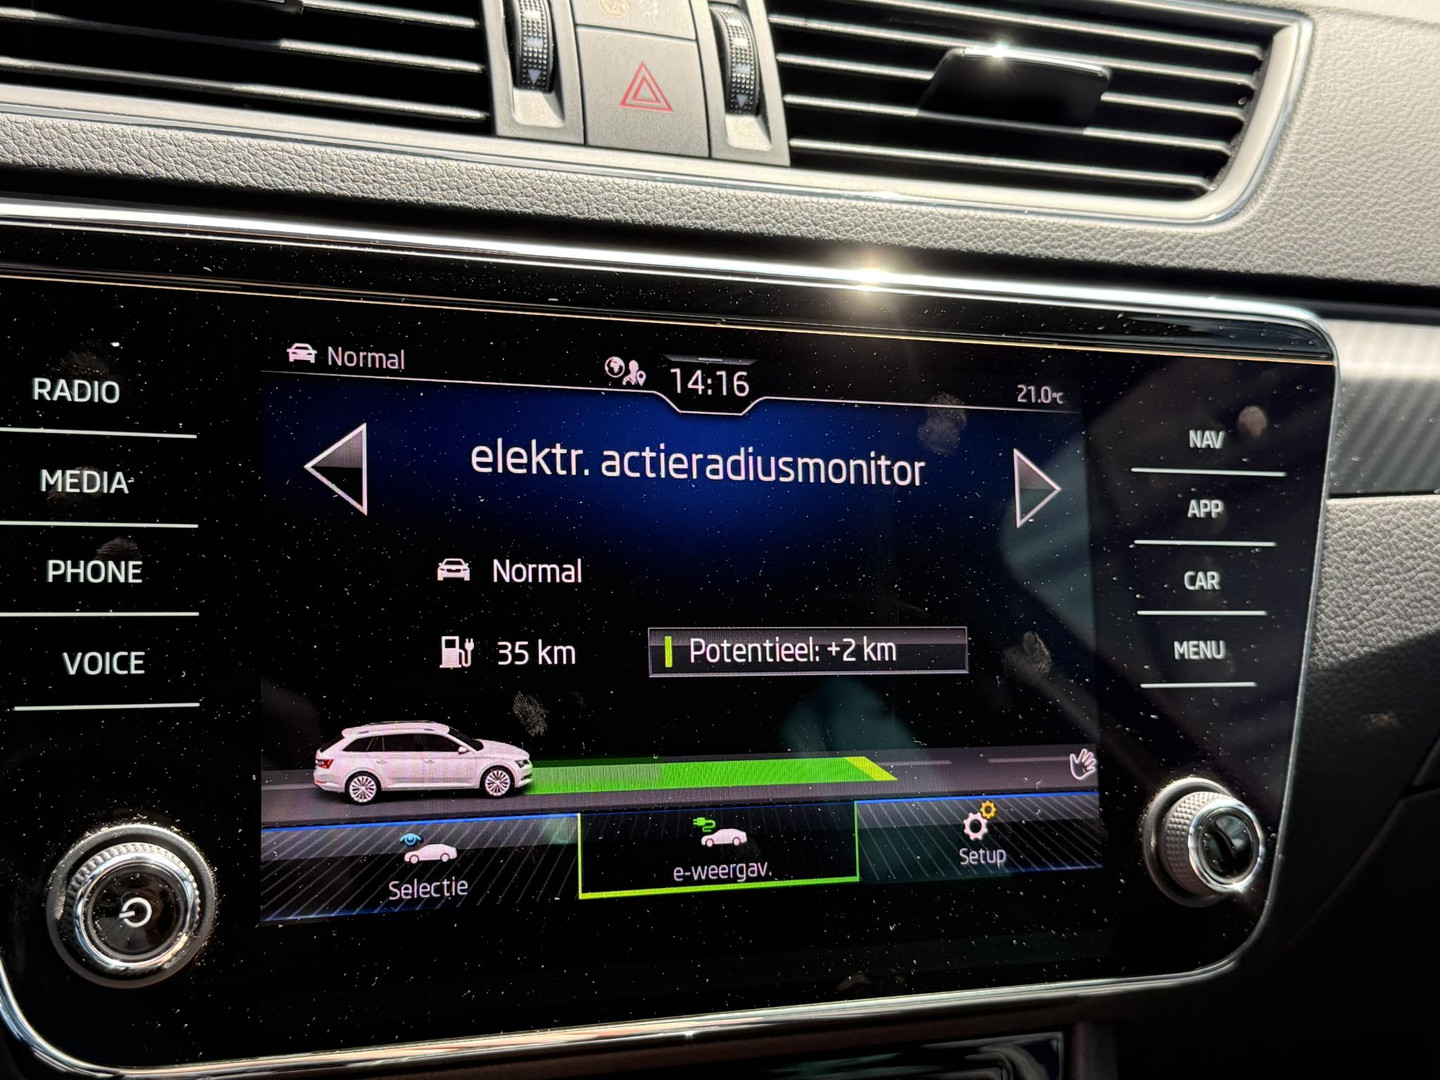 Normal
14:16
21.0°C
RADIO
MEDIA
PHONE
VOICE
elektr. actieradiusmonitor
Normal
35 km
Potentieel: +2 km
Selectie
e-weergav.
Setup
NAV
APP
CAR
MENU